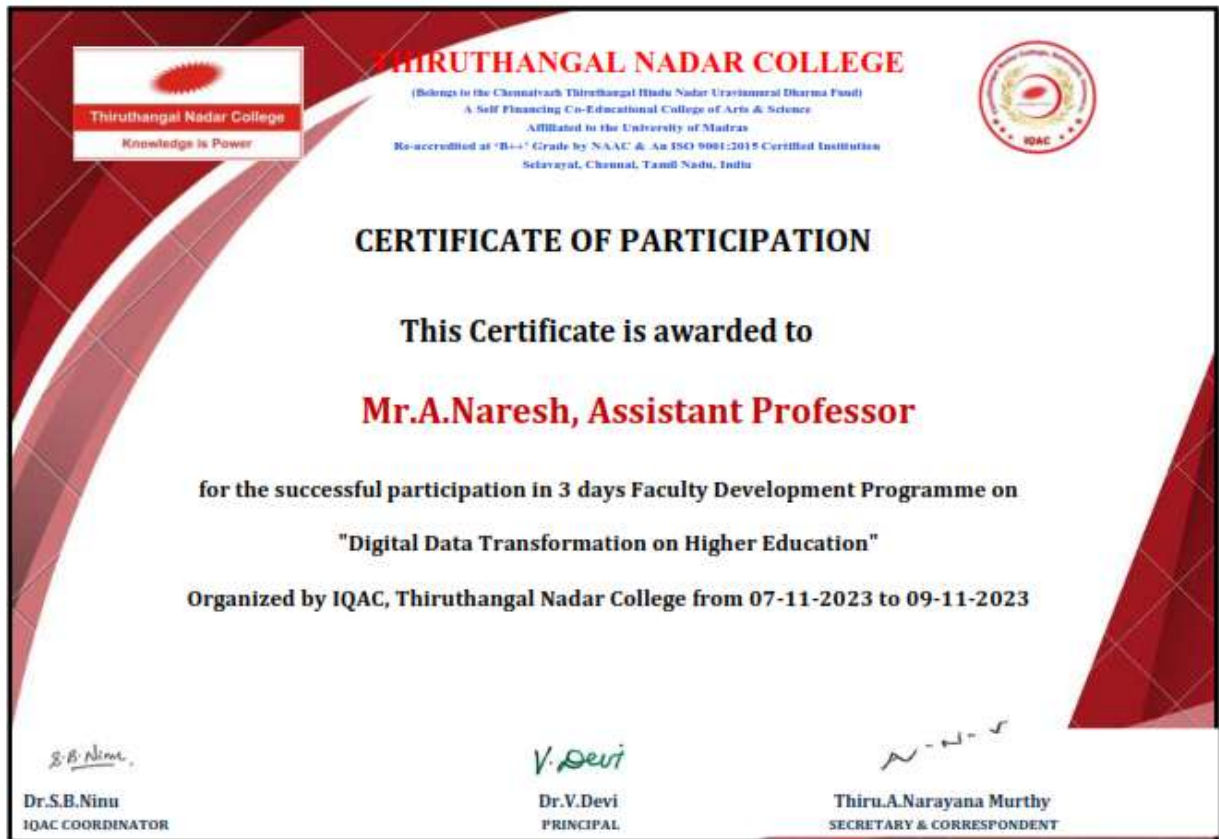 Thiruthangal Nadar College
Knowledge is Power
THIRUTHANGAL NADAR COLLEGE
(Belongs to the Chennaivazh Thiruthangal Hindu Nadar Uravinmurai Dharma Fund)
A Self Financing Co-Educational College of Arts & Science
Affiliated to the University of Madras
Re-accredited at 'B++' Grade by NAAC & An ISO 9001:2015 Certified Institution
Selavayal, Chennai, Tamil Nadu, India
IQAC
CERTIFICATE OF PARTICIPATION
This Certificate is awarded to
Mr.A.Naresh, Assistant Professor
for the successful participation in 3 days Faculty Development Programme on
"Digital Data Transformation on Higher Education"
Organized by IQAC, Thiruthangal Nadar College from 07-11-2023 to 09-11-2023
S.B.Ninu.
V.Devi
Dr.S.B.Ninu
IQAC COORDINATOR
Dr.V.Devi
PRINCIPAL
Thiru.A.Narayana Murthy
SECRETARY & CORRESPONDENT